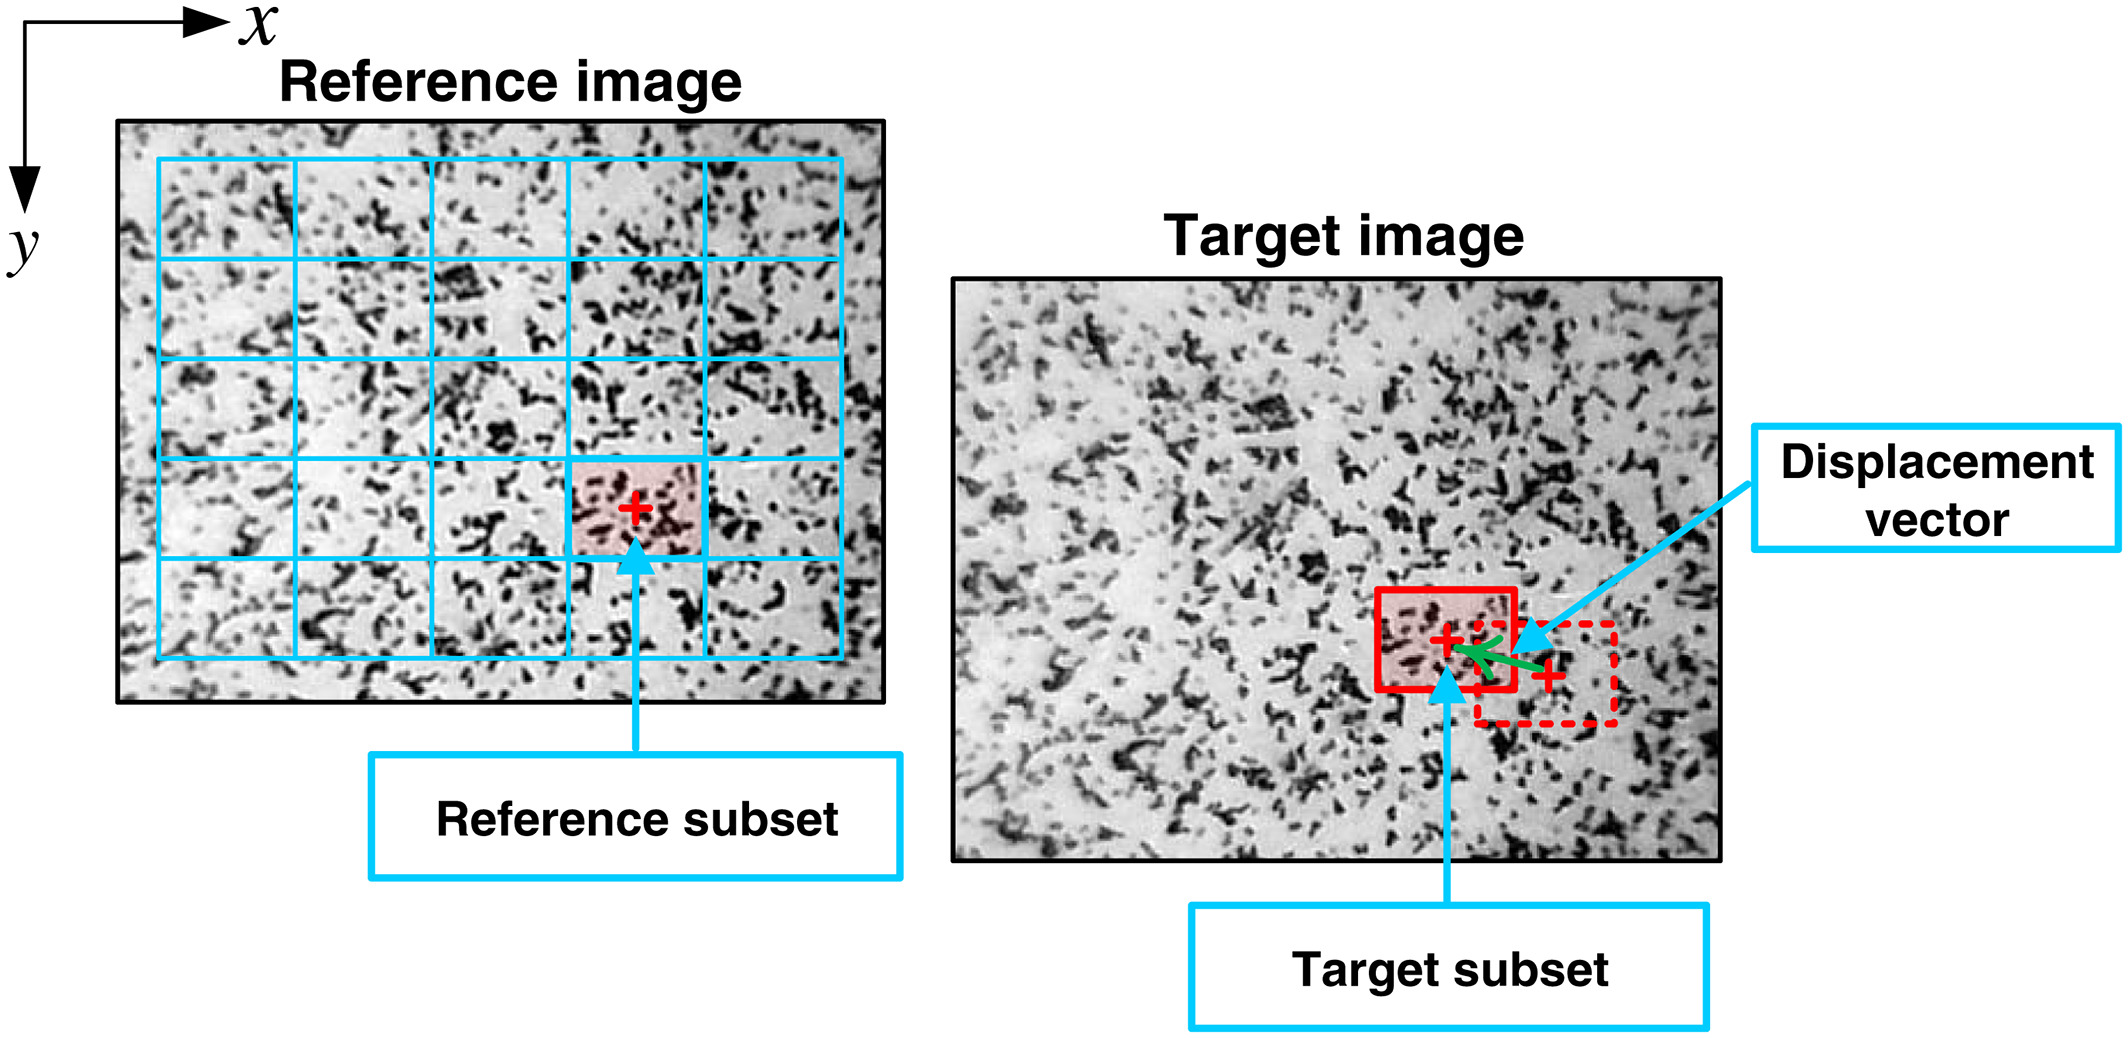 x
Reference image
y
Target image
Displacement
vector
Reference subset
Target subset